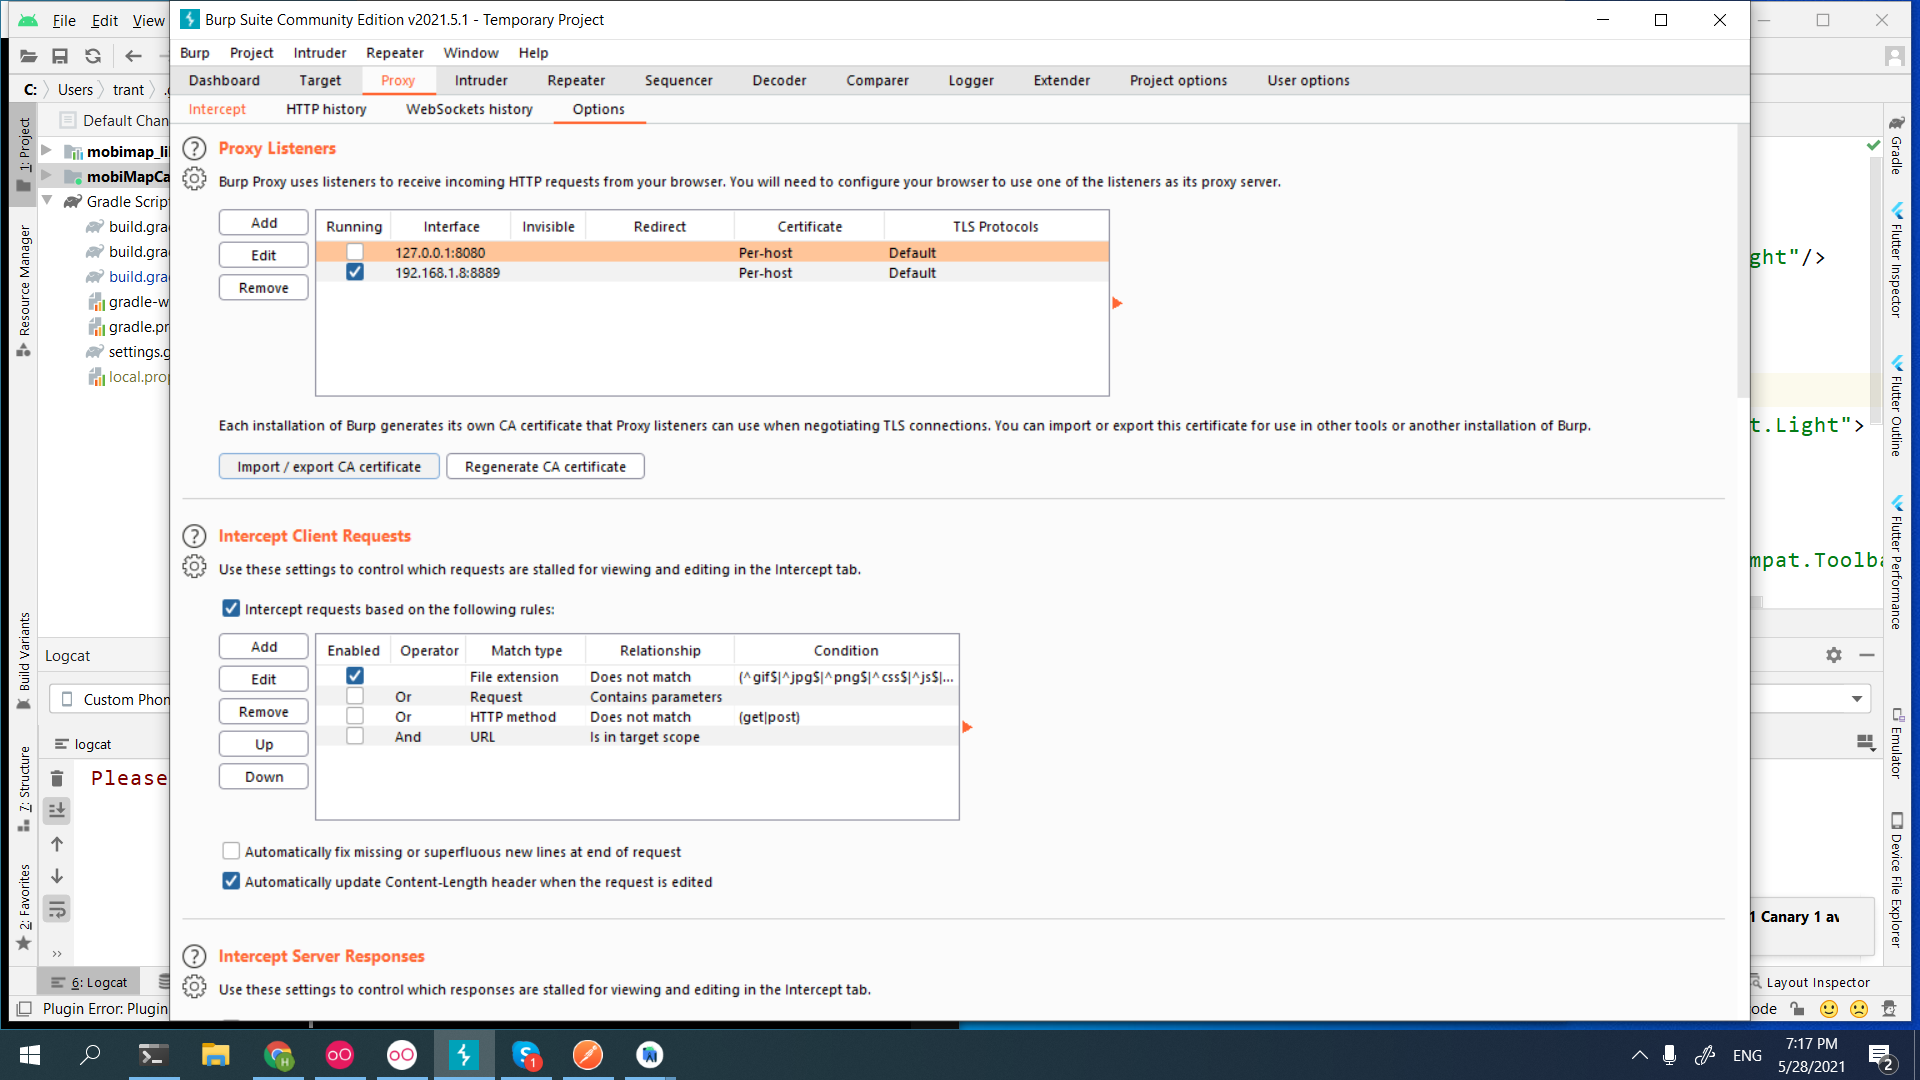 File Edit View
Burp Suite Community Edition v2021.5.1 - Temporary Project
Burp Project Intruder Repeater Window Help
Dashboard Target Proxy Intruder Repeater Sequencer Decoder Comparer Logger Extender Project options User options
C: Users trant
Intercept HTTP history WebSockets history Options
Default Chan
1: Project
mobimap_li
mobiMapCa
Gradle Scrip
build.gra
build.gra
build.gra
gradle-w
gradle.pr
settings.g
local.prop
Resource Manager
Proxy Listeners
Burp Proxy uses listeners to receive incoming HTTP requests from your browser. You will need to configure your browser to use one of the listeners as its proxy server.
Add
Edit
Remove
Running Interface Invisible Redirect Certificate TLS Protocols
127.0.0.1:8080 Per-host Default
192.168.1.8:8889 Per-host Default
Each installation of Burp generates its own CA certificate that Proxy listeners can use when negotiating TLS connections. You can import or export this certificate for use in other tools or another installation of Burp.
Import / export CA certificate Regenerate CA certificate
Intercept Client Requests
Use these settings to control which requests are stalled for viewing and editing in the Intercept tab.
Intercept requests based on the following rules:
Add
Edit
Remove
Up
Down
Enabled Operator Match type Relationship Condition
File extension Does not match (^gif$|^jpg$|^png$|^css$|^js$|...
Or Request Contains parameters
Or HTTP method Does not match (get|post)
And URL Is in target scope
Automatically fix missing or superfluous new lines at end of request
Automatically update Content-Length header when the request is edited
Intercept Server Responses
Use these settings to control which responses are stalled for viewing and editing in the Intercept tab.
Build Variants
7: Structure
2: Favorites
Logcat
Custom Phon
logcat
Please
6: Logcat
Plugin Error: Plugin
ght"/>
t.Light">
mpat.Toolba
Gradle
Flutter Inspector
Flutter Outline
Flutter Performance
Emulator
Device File Explorer
1 Canary 1 av
Layout Inspector
ode
H
S
1
ENG
7:17 PM
5/28/2021
2